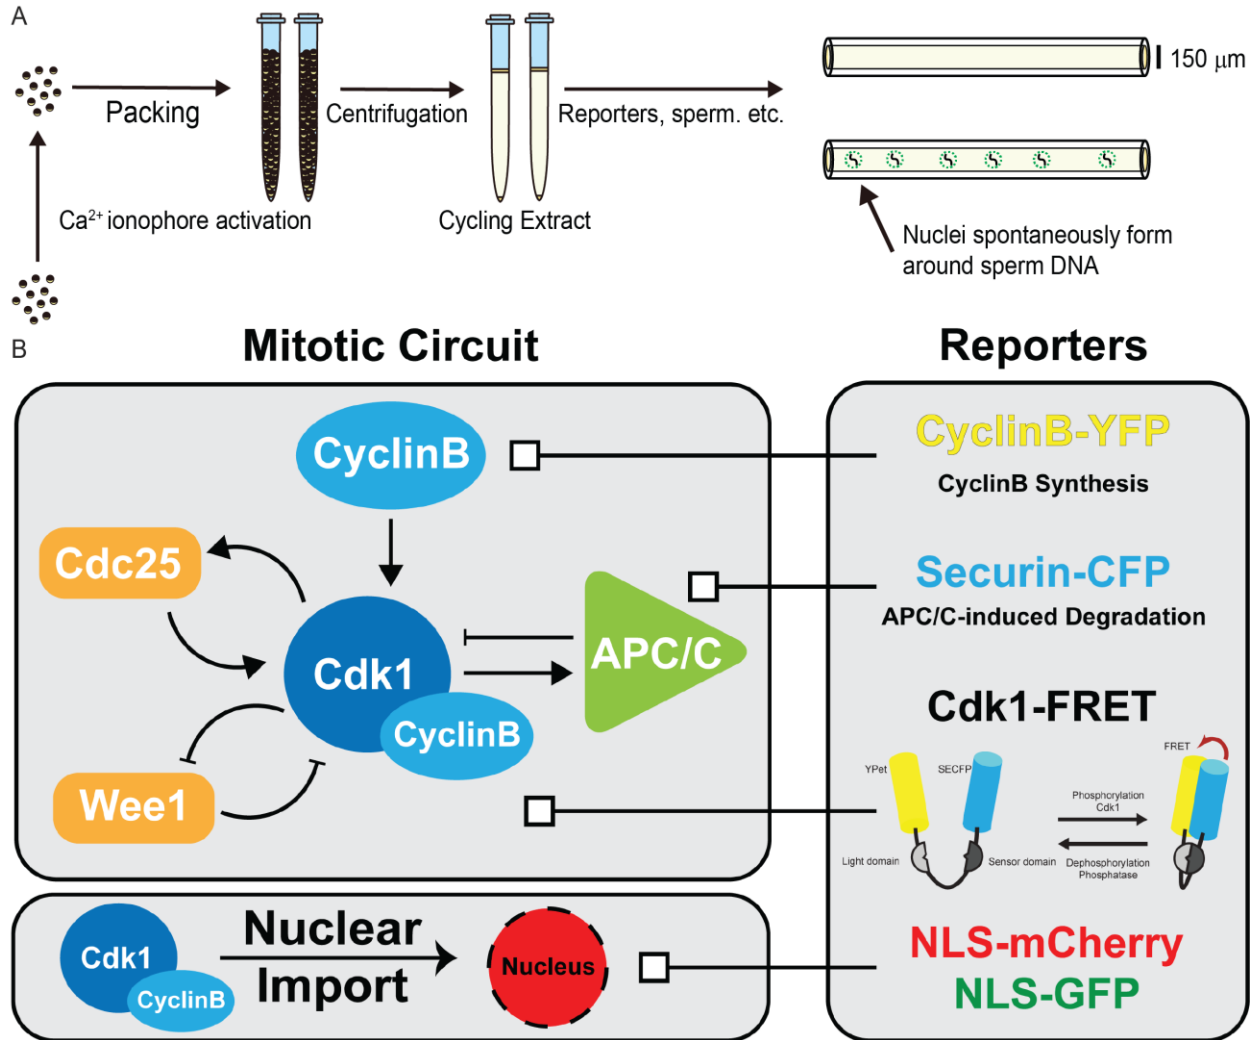 A
150 μm
Packing
Centrifugation
Reporters, sperm. etc.
Ca2+ ionophore activation
Cycling Extract
Nuclei spontaneously form
around sperm DNA
B
Mitotic Circuit
Reporters
CyclinB
CyclinB-YFP
CyclinB Synthesis
Cdc25
Securin-CFP
APC/C-induced Degradation
APC/C
Cdk1
CyclinB
Cdk1-FRET
FRET
YPet
SECFP
Phosphorylation
Cdk1
Wee1
Light domain
Sensor domain
Dephosphorylation
Phosphatase
Cdk1
CyclinB
Nuclear
Import
Nucleus
NLS-mCherry
NLS-GFP